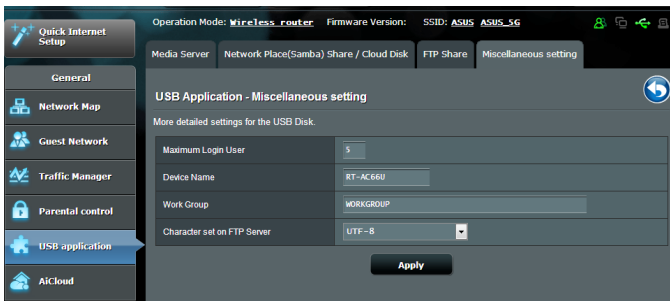 Quick Internet
Setup
Operation Mode: Wireless router Firmware Version: SSID: ASUS ASUS_5G
Media Server Network Place(Samba) Share / Cloud Disk FTP Share Miscellaneous setting
General
Network Map
Guest Network
Traffic Manager
Parental control
USB application
AiCloud
USB Application - Miscellaneous setting
More detailed settings for the USB Disk.
Maximum Login User 5
Device Name RT-AC66U
Work Group WORKGROUP
Character set on FTP Server UTF-8
Apply